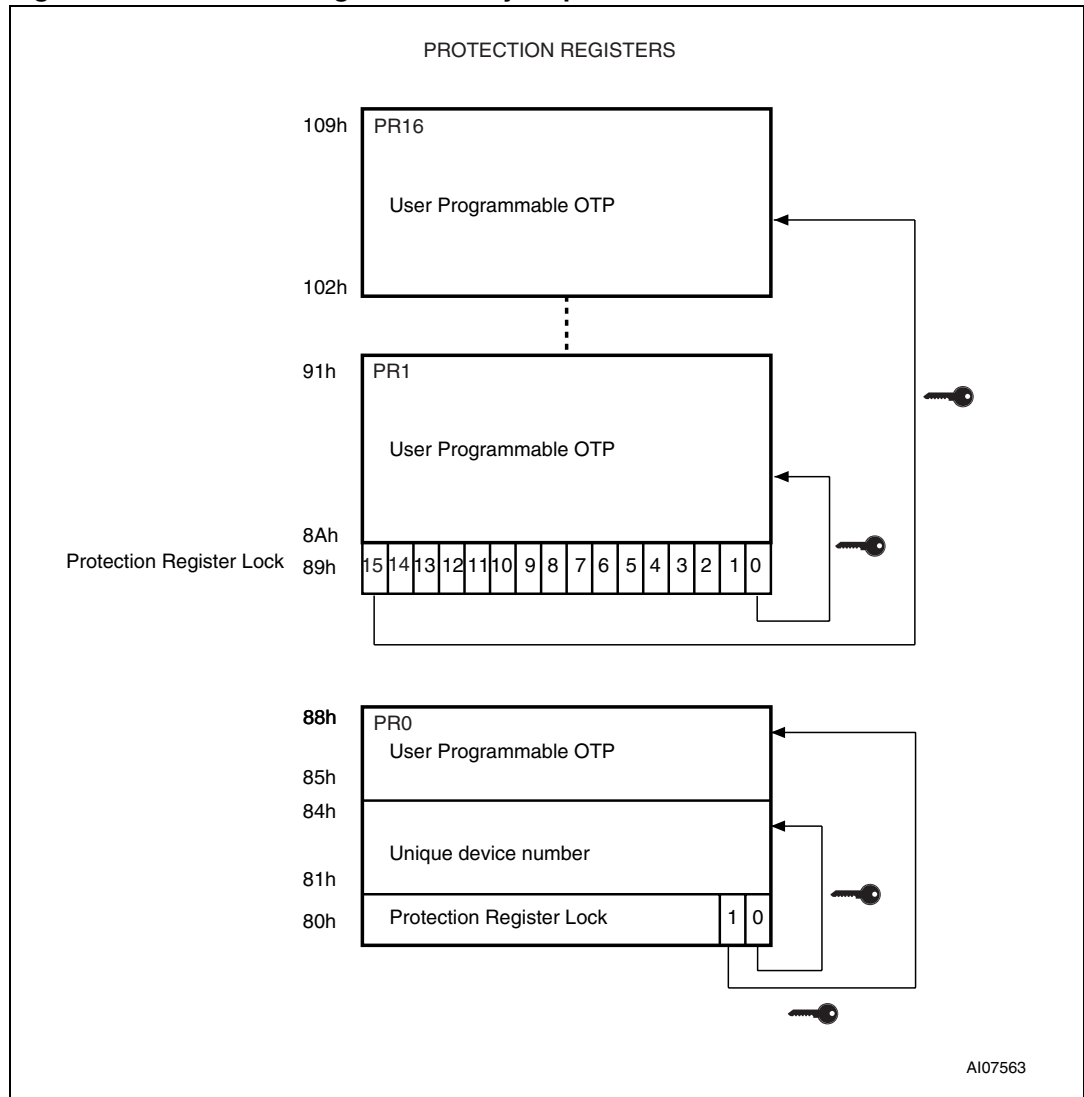 PROTECTION REGISTERS
109h
PR16
User Programmable OTP
102h
91h
PR1
User Programmable OTP
8Ah
Protection Register Lock 89h
15 14 13 12 11 10 9 8 7 6 5 4 3 2 1 0
88h
PR0
User Programmable OTP
85h
84h
Unique device number
81h
80h
Protection Register Lock
1 0
AI07563